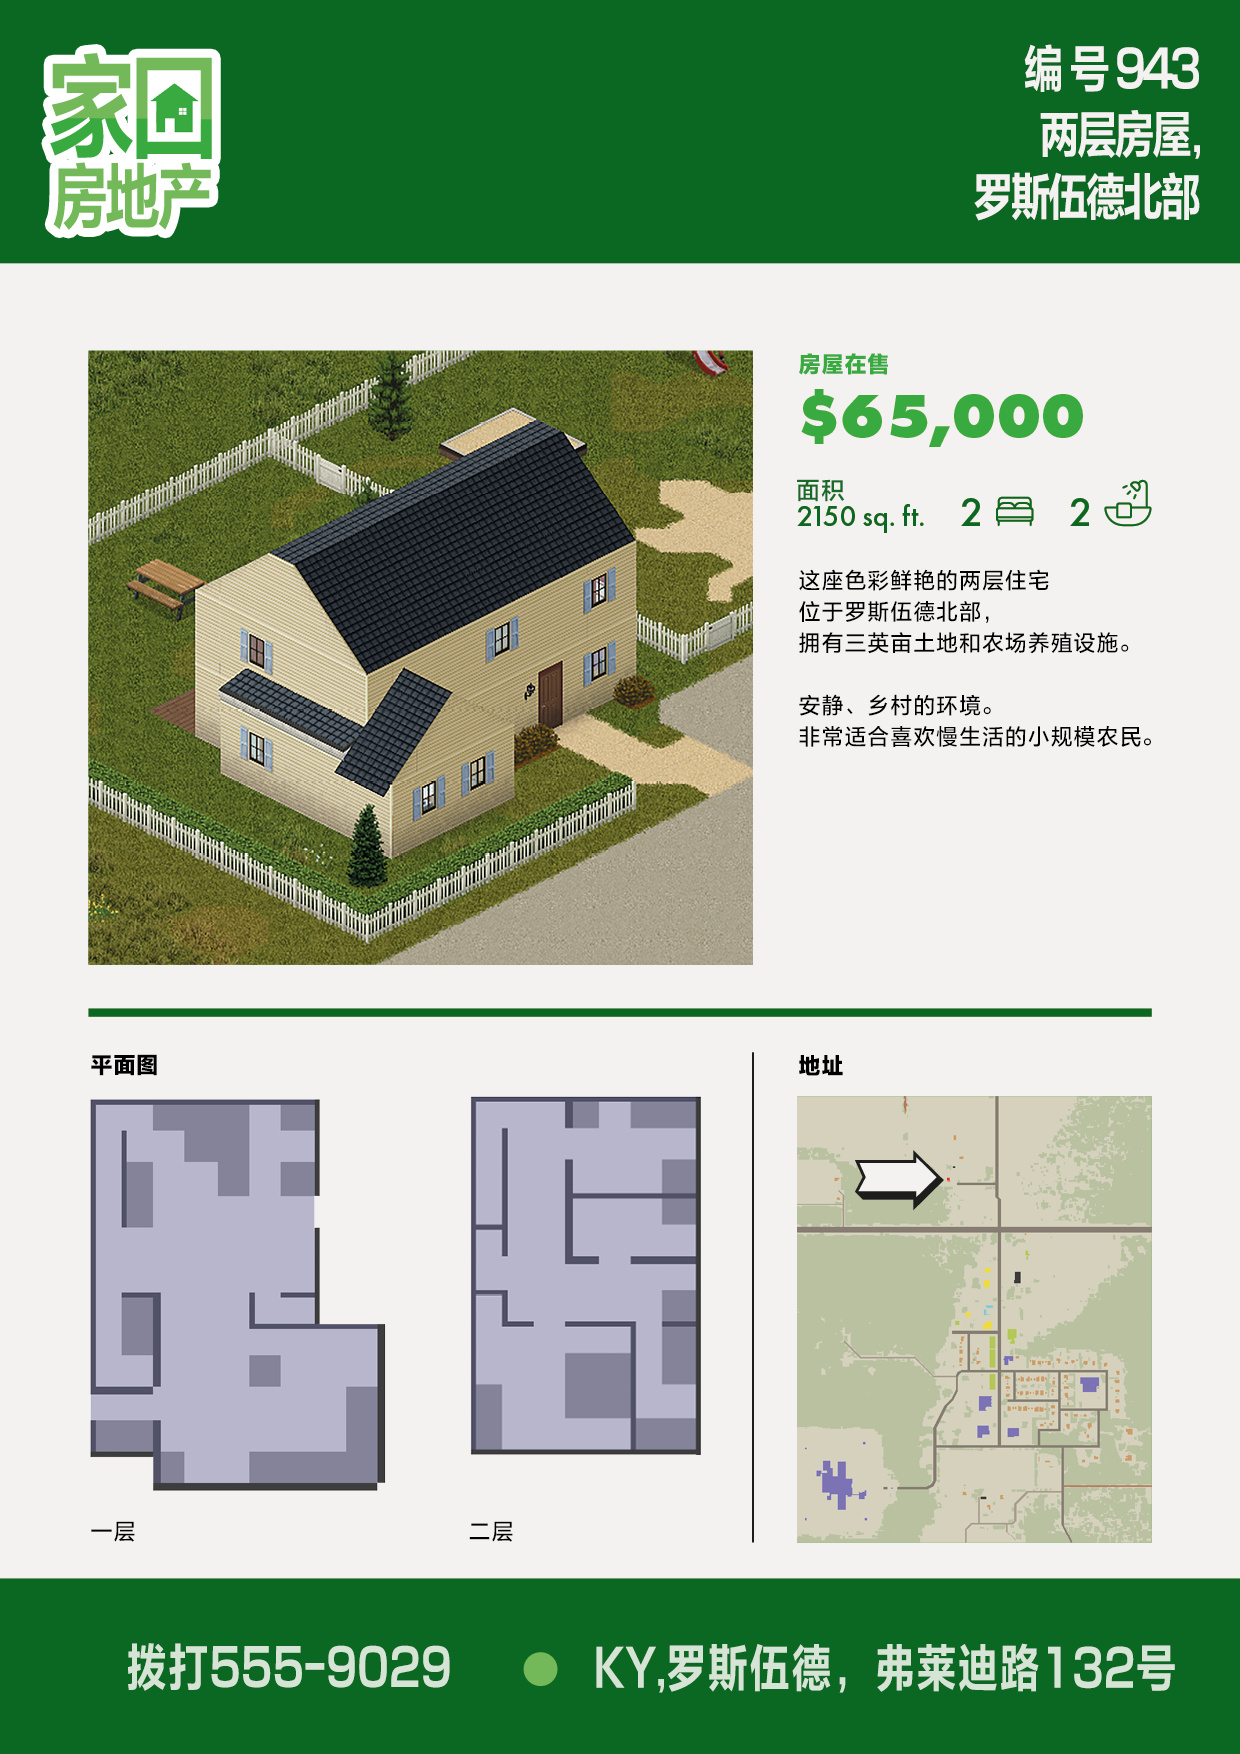 家园
房地产
编号943
两层房屋,
罗斯伍德北部
房屋在售
$65,000
面积
2150 sq. ft.
2
2
这座色彩鲜艳的两层住宅
位于罗斯伍德北部,
拥有三英亩土地和农场养殖设施。
安静、乡村的环境。
非常适合喜欢慢生活的小规模农民。
平面图
地址
一层
二层
拨打555-9029
KY,罗斯伍德，弗莱迪路132号